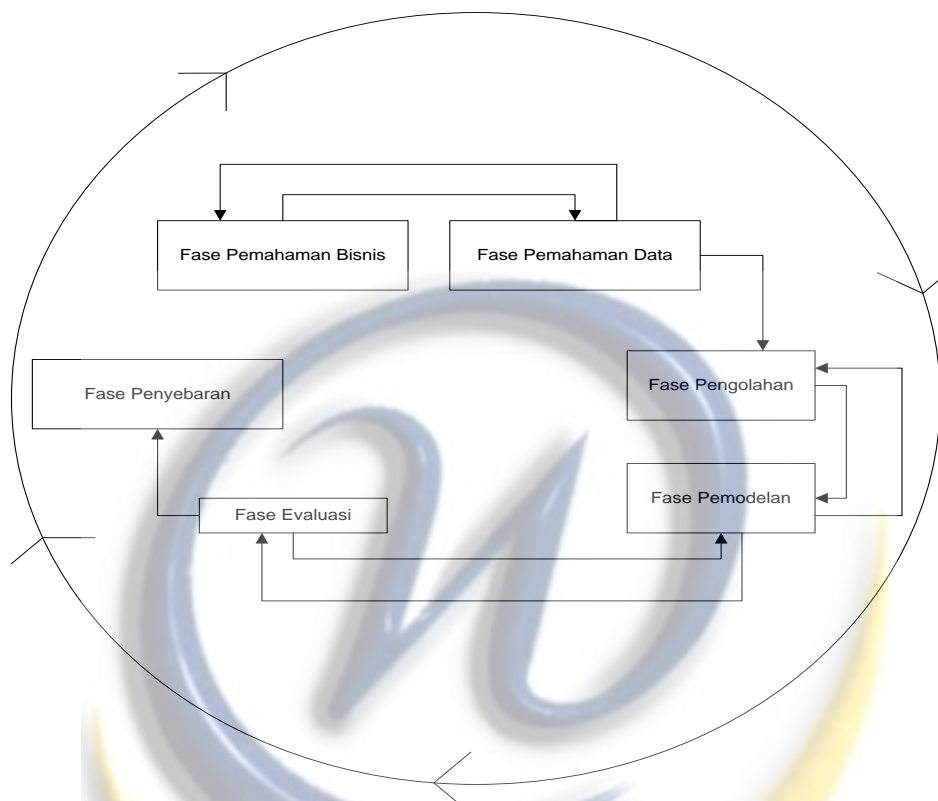 Fase Pemahaman Bisnis
Fase Pemahaman Data
Fase Penyebaran
Fase Pengolahan
Fase Pemodelan
Fase Evaluasi